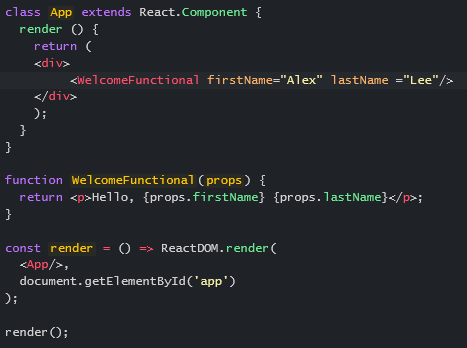 class App extends React.Component {
  render () {
    return (
    <div>
         <WelcomeFunctional firstName="Alex" lastName ="Lee"/>
    </div>
    );
  }
}

function WelcomeFunctional(props) {
  return <p>Hello, {props.firstName} {props.lastName}</p>;
}

const render = () => ReactDOM.render(
  <App/>,
  document.getElementById('app')
);

render();